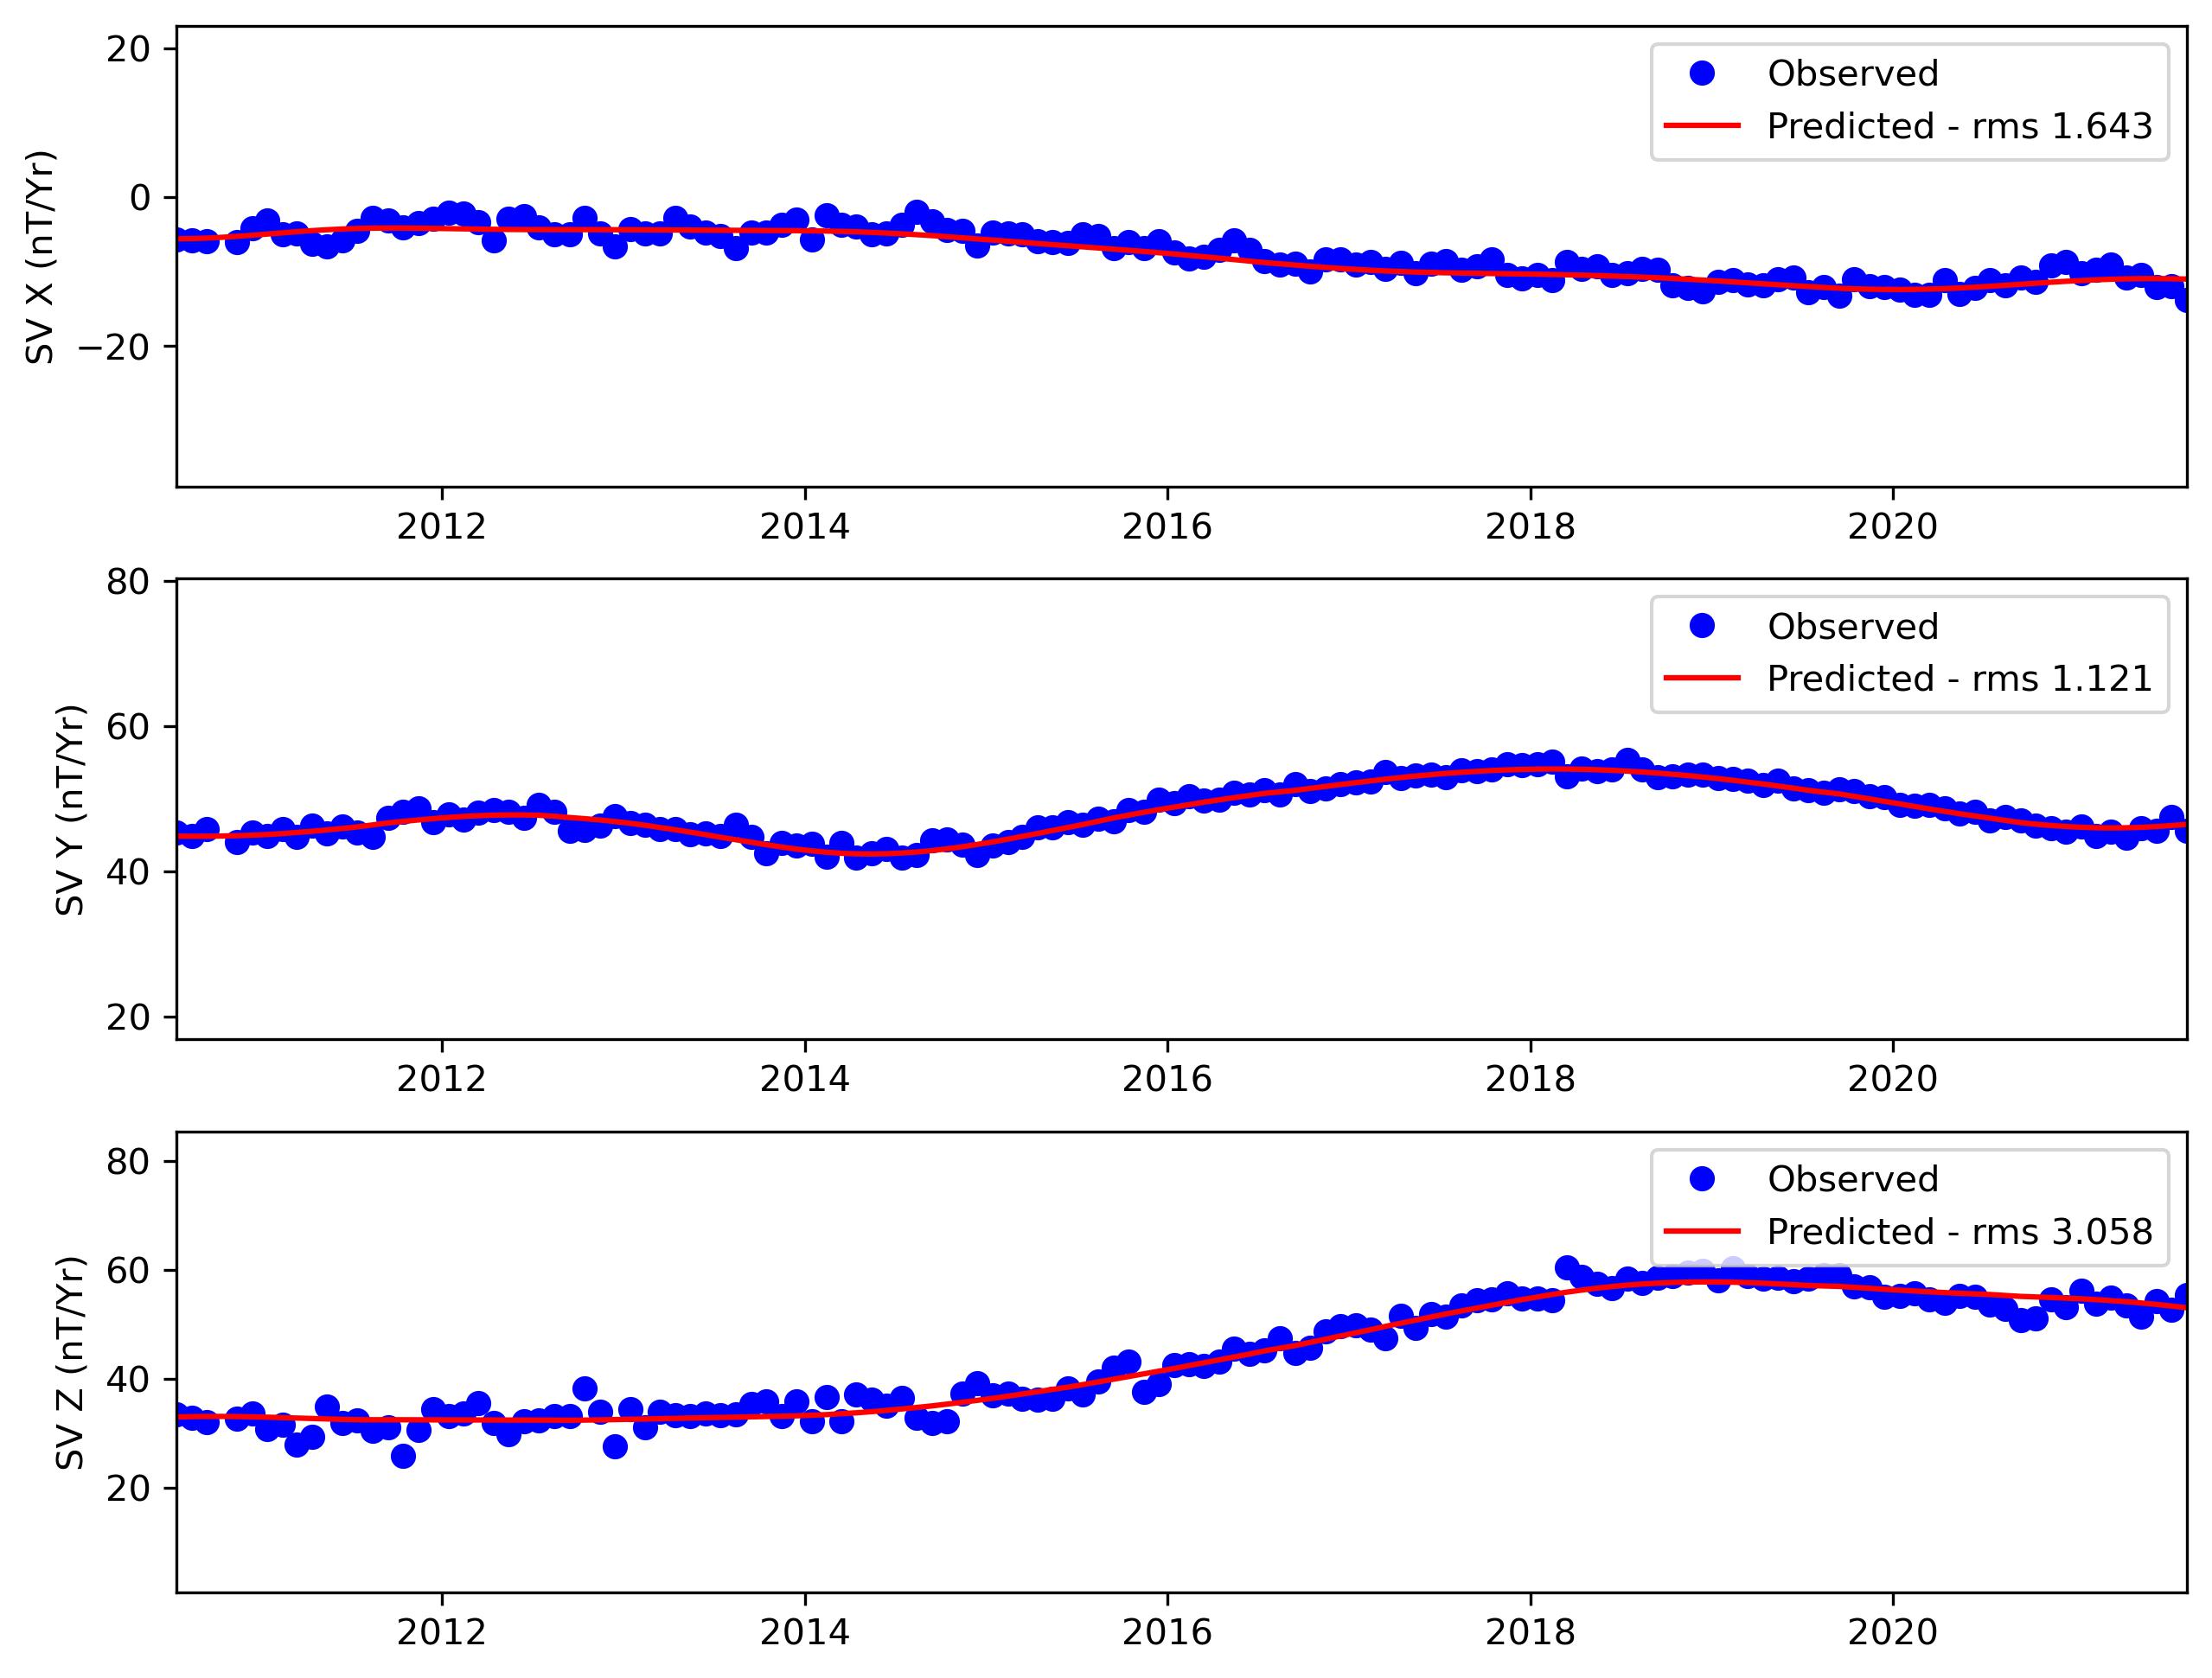 20
0
−20
SV X (nT/Yr)
Observed
Predicted - rms 1.643
2012 2014 2016 2018 2020
80
60
40
20
SV Y (nT/Yr)
Observed
Predicted - rms 1.121
2012 2014 2016 2018 2020
80
60
40
20
SV Z (nT/Yr)
Observed
Predicted - rms 3.058
2012 2014 2016 2018 2020